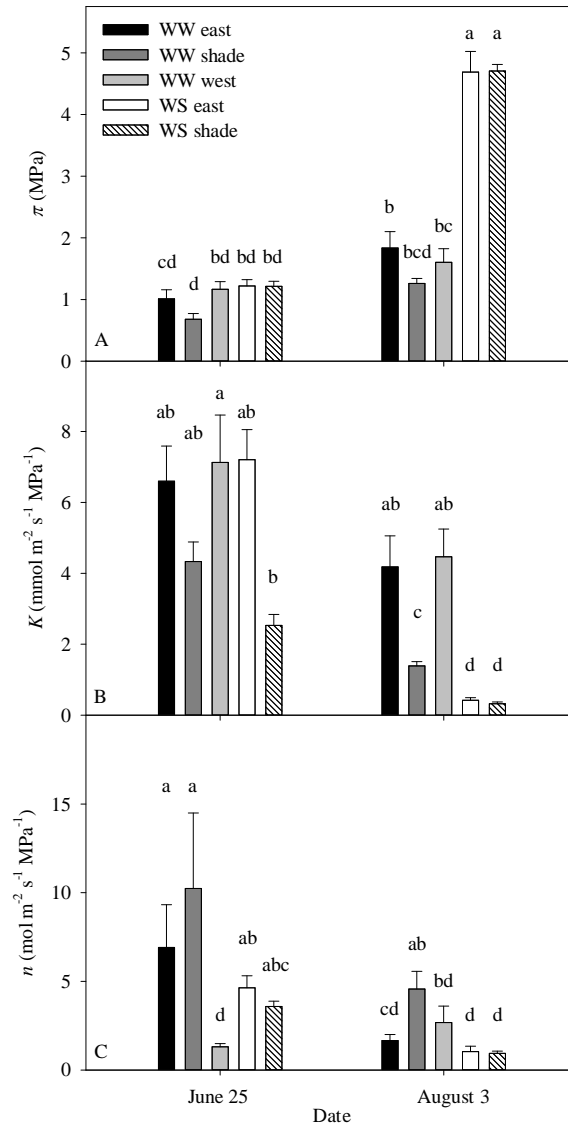 WW east
WW shade
WW west
WS east
WS shade
5
4
3
2
1
0
π (MPa)
cd
d
bd
bd
bd
b
bcd
bc
a
a
A
8
6
4
2
0
K (mmol m⁻² s⁻¹ MPa⁻¹)
ab
ab
a
ab
b
ab
c
ab
d
d
B
15
10
5
0
n (mol m⁻² s⁻¹ MPa⁻¹)
a
a
d
ab
abc
cd
ab
bd
d
d
C
June 25
August 3
Date